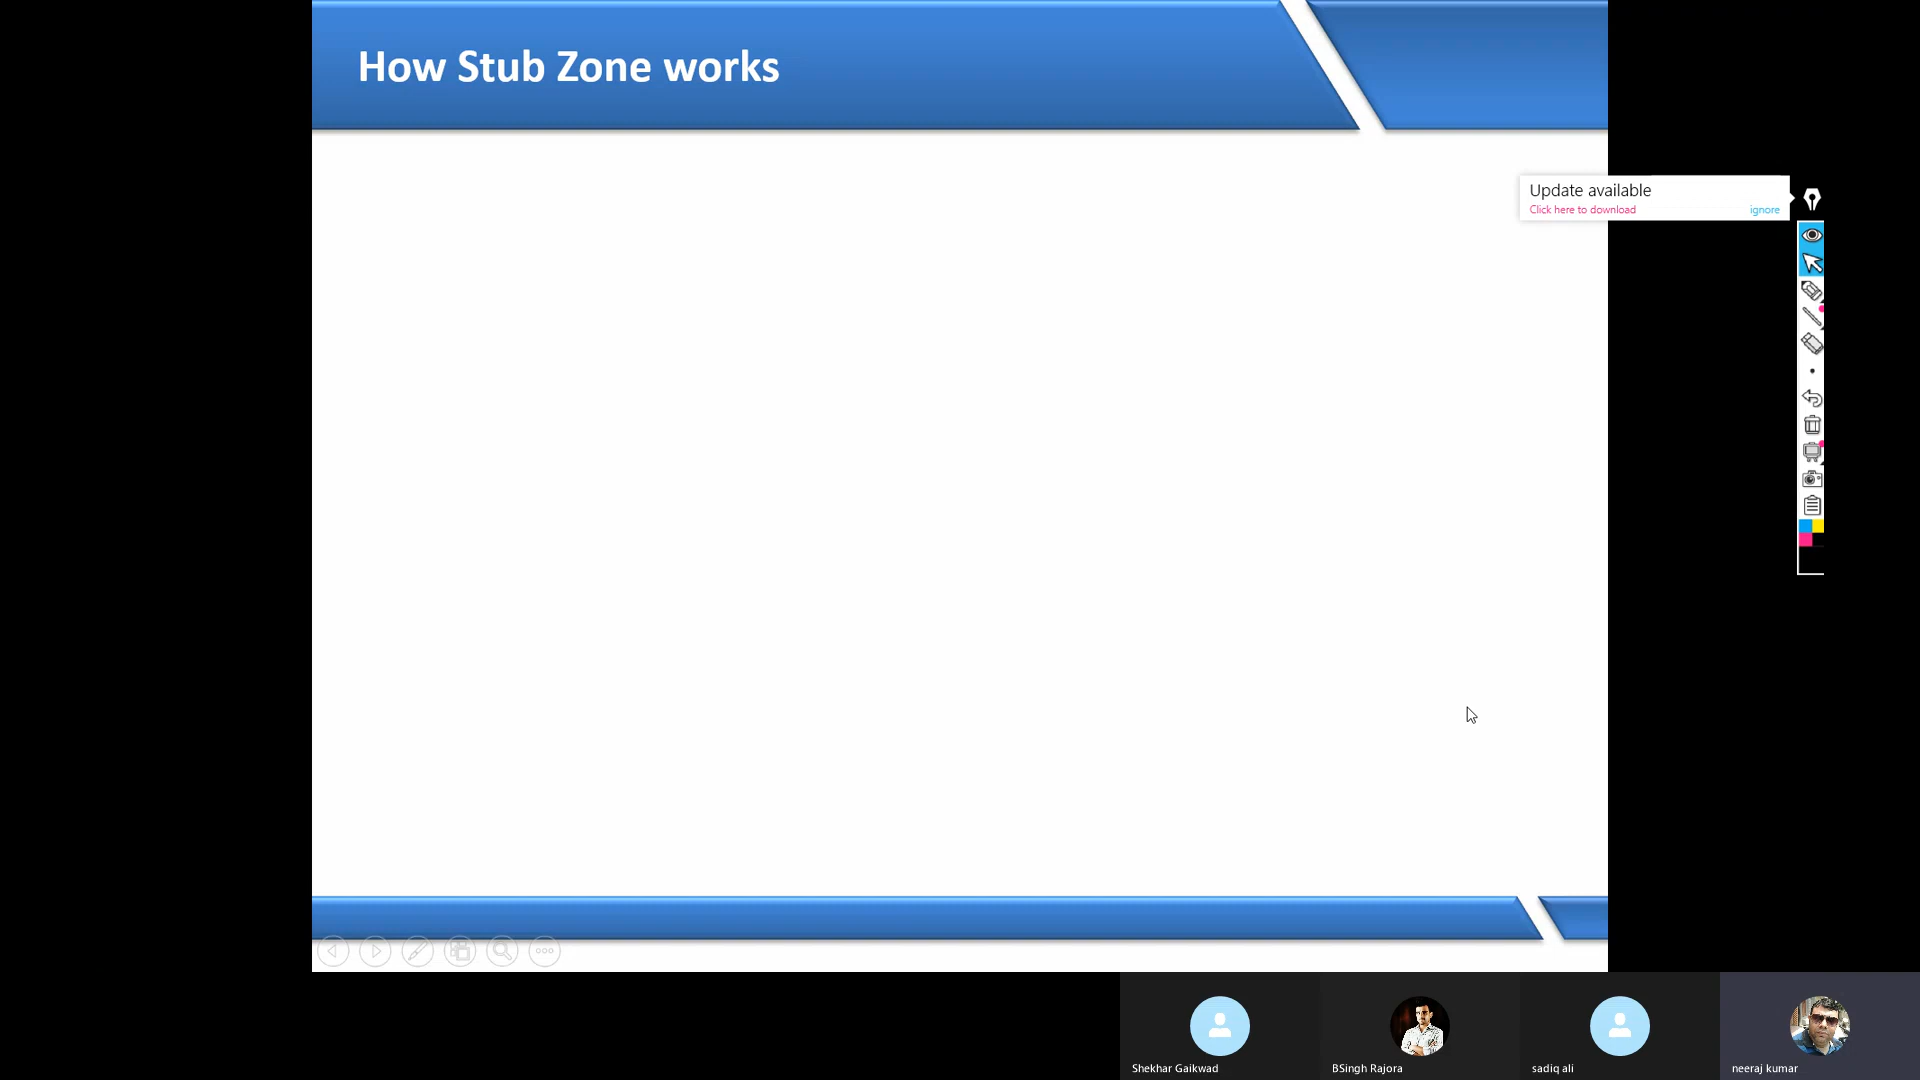 How Stub Zone works
Update available
Click here to download ignore
Shekhar Gaikwad
BSingh Rajora
sadiq ali
neeraj kumar